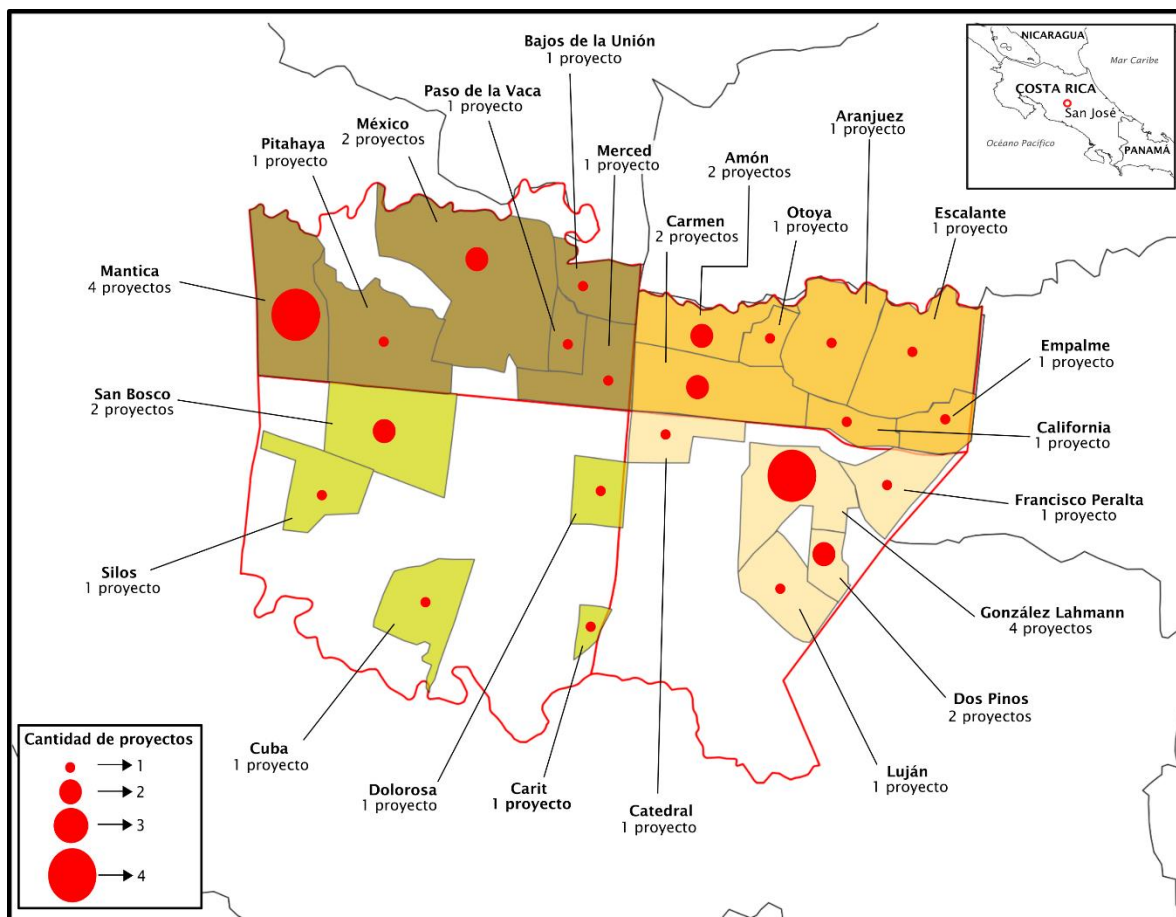 Bajos de la Unión
1 proyecto
Paso de la Vaca
1 proyecto
México
2 proyectos
Pitahaya
1 proyecto
Merced
1 proyecto
Amón
2 proyectos
Aranjuez
1 proyecto
Carmen
2 proyectos
Otoya
1 proyecto
Escalante
1 proyecto
Mantica
4 proyectos
Empalme
1 proyecto
San Bosco
2 proyectos
California
1 proyecto
Francisco Peralta
1 proyecto
Silos
1 proyecto
González Lahmann
4 proyectos
Dos Pinos
2 proyectos
Cuba
1 proyecto
Dolorosa
1 proyecto
Carit
1 proyecto
Catedral
1 proyecto
Luján
1 proyecto
NICARAGUA
Mar Caribe
COSTA RICA
San José
Océano Pacífico
PANAMÁ
Cantidad de proyectos
1
2
3
4